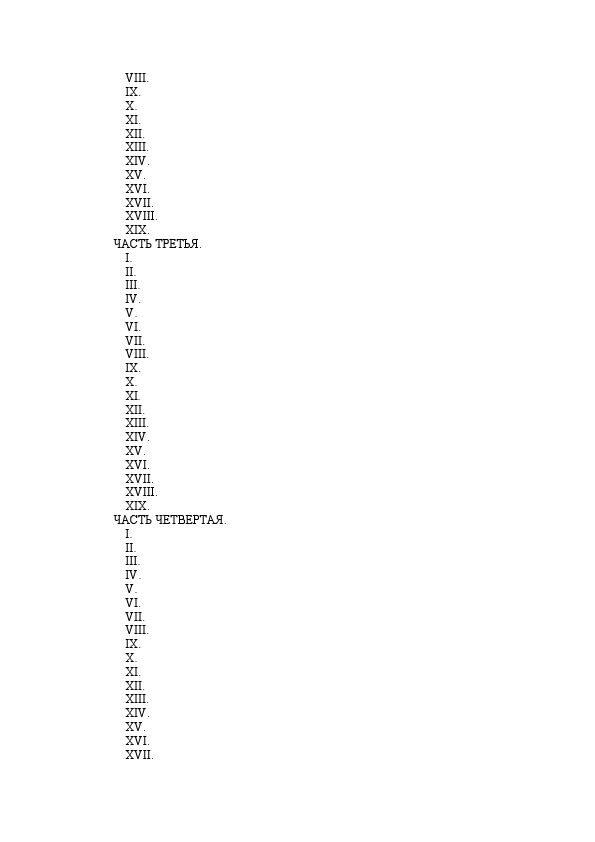 VIII.
IX.
X.
XI.
XII.
XIII.
XIV.
XV.
XVI.
XVII.
XVIII.
XIX.
ЧАСТЬ ТРЕТЬЯ.
I.
II.
III.
IV.
V.
VI.
VII.
VIII.
IX.
X.
XI.
XII.
XIII.
XIV.
XV.
XVI.
XVII.
XVIII.
XIX.
ЧАСТЬ ЧЕТВЕРТАЯ.
I.
II.
III.
IV.
V.
VI.
VII.
VIII.
IX.
X.
XI.
XII.
XIII.
XIV.
XV.
XVI.
XVII.